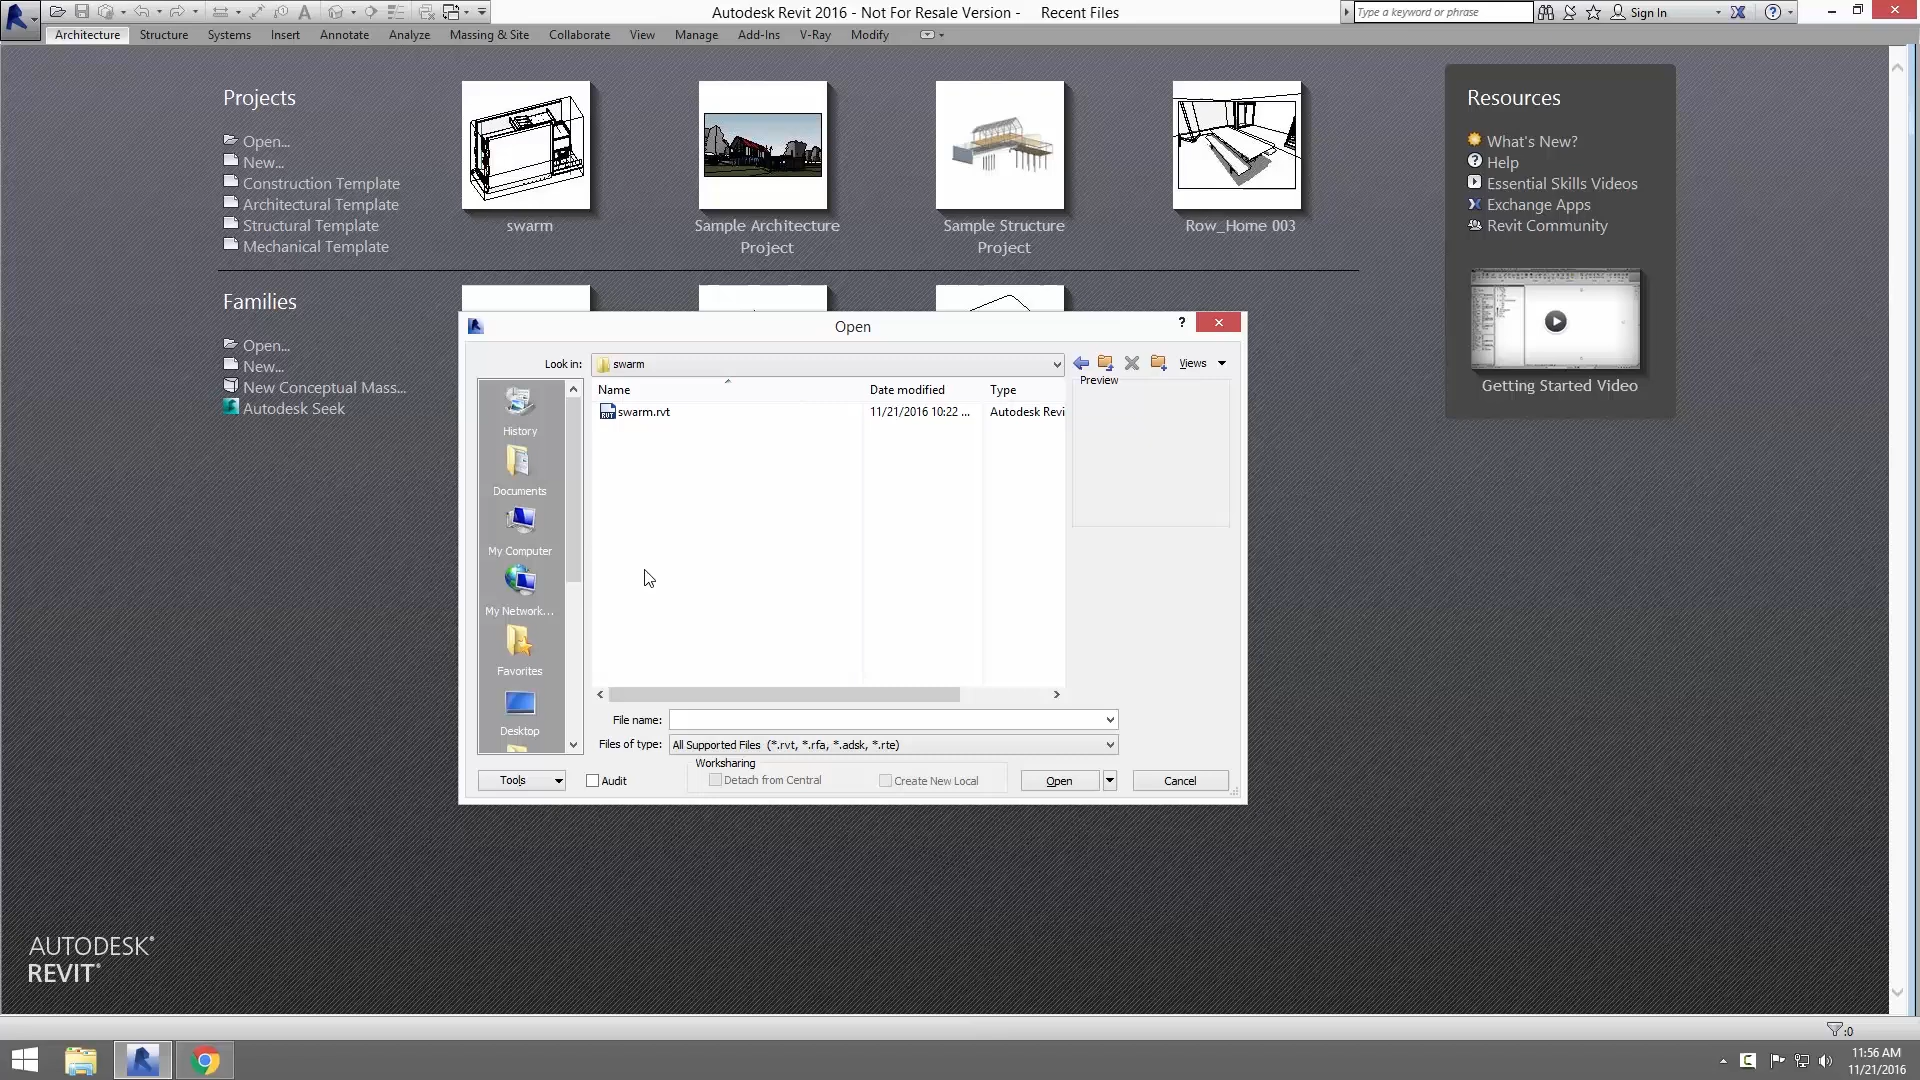 Autodesk Revit 2016 - Not For Resale Version - Recent Files
Type a keyword or phrase
Sign In
Architecture Structure Systems Insert Annotate Analyze Massing & Site Collaborate View Manage Add-Ins V-Ray Modify
Projects
Open...
New...
Construction Template
Architectural Template
Structural Template
Mechanical Template
swarm
Sample Architecture
Project
Sample Structure
Project
Row_Home 003
Resources
What's New?
Help
Essential Skills Videos
Exchange Apps
Revit Community
Getting Started Video
Families
Open...
New...
New Conceptual Mass...
Autodesk Seek
Open
Look in: swarm
Views
Name Date modified Type
swarm.rvt 11/21/2016 10:22 ... Autodesk Revi
Preview
History
Documents
My Computer
My Network...
Favorites
Desktop
File name:
Files of type: All Supported Files (*.rvt, *.rfa, *.adsk, *.rte)
Worksharing
Tools Audit Detach from Central Create New Local Open Cancel
AUTODESK®
REVIT®
:0
11:56 AM
11/21/2016